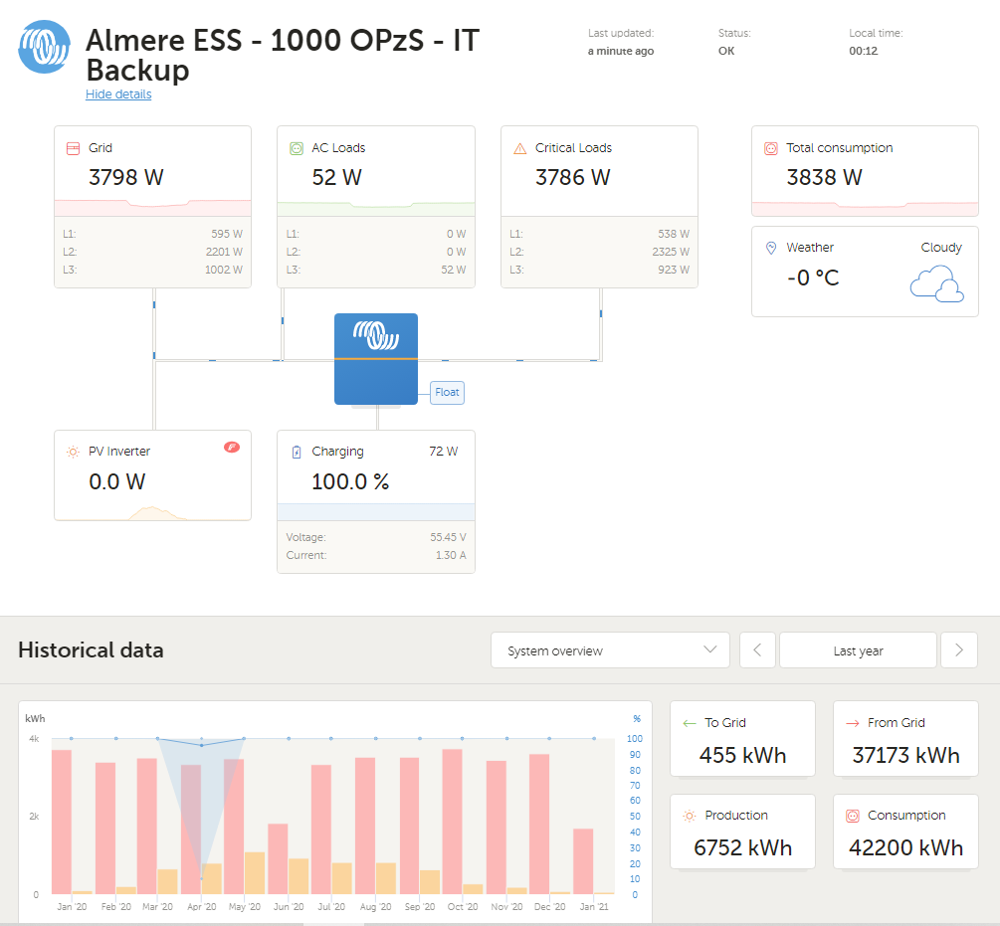 Almere ESS - 1000 OPzS - IT
Backup
Hide details
Last updated:
a minute ago
Status:
OK
Local time:
00:12
Grid
3798 W
L1: 595 W
L2: 2201 W
L3: 1002 W
AC Loads
52 W
L1: 0 W
L2: 0 W
L3: 52 W
Critical Loads
3786 W
L1: 538 W
L2: 2325 W
L3: 923 W
Total consumption
3838 W
Weather Cloudy
-0 °C
Float
PV Inverter
0.0 W
Charging 72 W
100.0 %
Voltage: 55.45 V
Current: 1.30 A
Historical data
System overview
Last year
kWh
4k
2k
0
%
100
90
80
70
60
50
40
30
20
10
0
Jan '20 Feb '20 Mar '20 Apr '20 May '20 Jun '20 Jul '20 Aug '20 Sep '20 Oct '20 Nov '20 Dec '20 Jan '21
To Grid
455 kWh
From Grid
37173 kWh
Production
6752 kWh
Consumption
42200 kWh